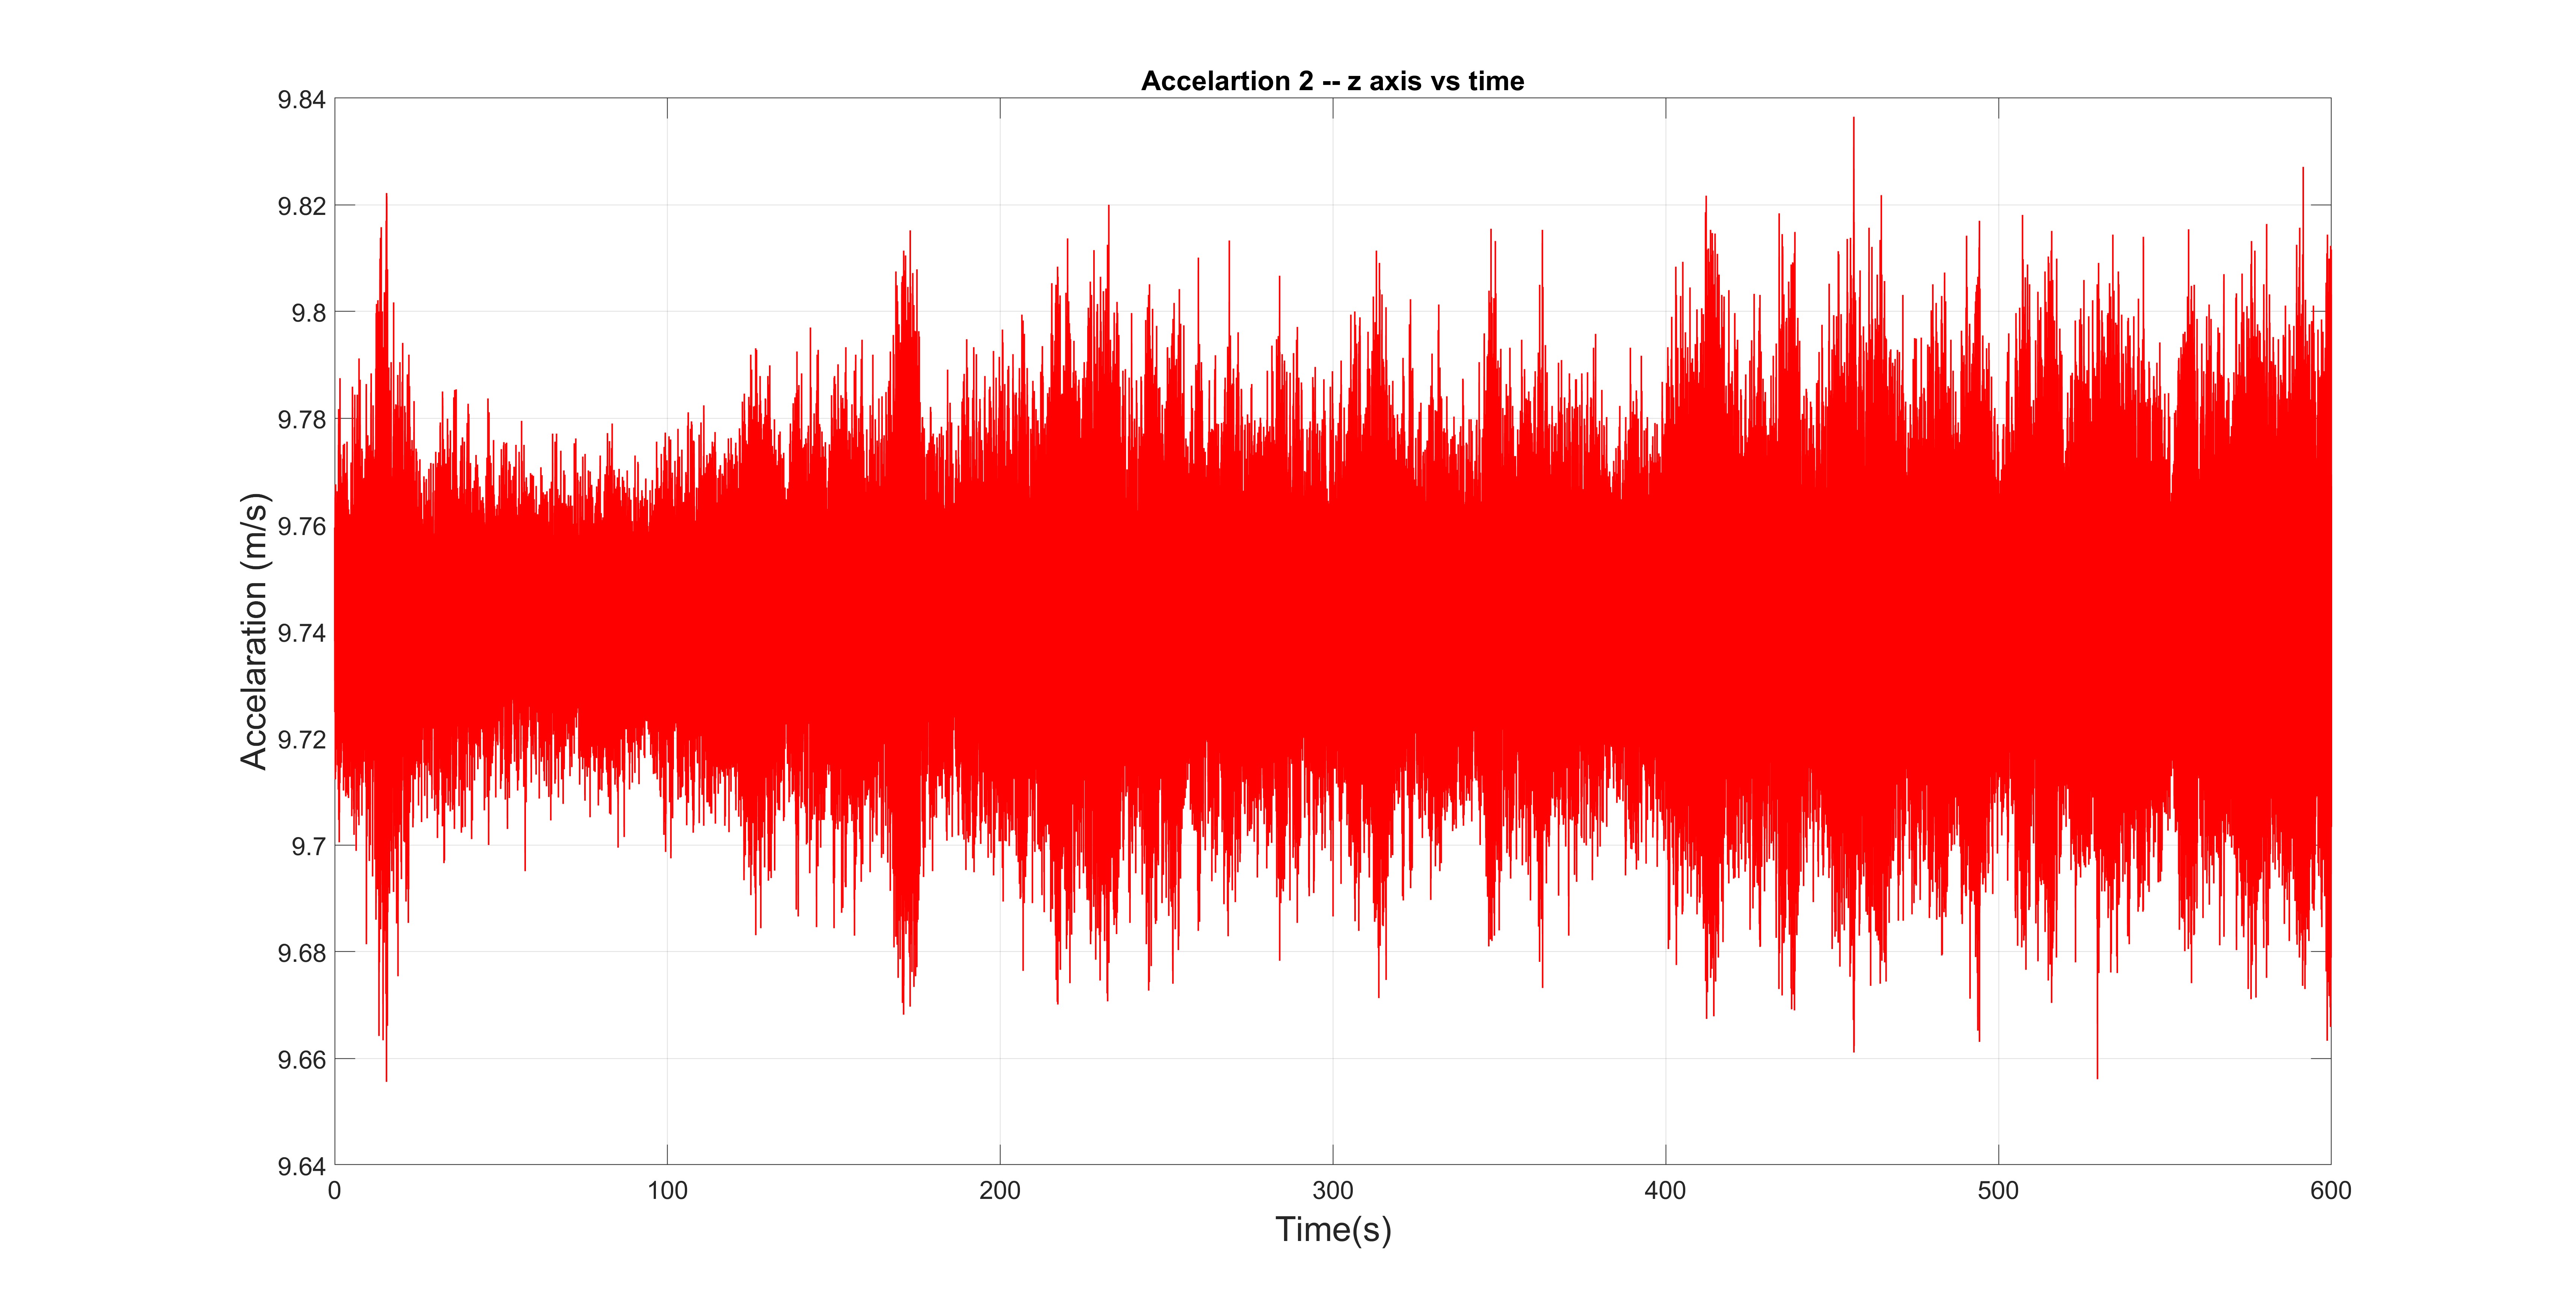 Accelartion 2 -- z axis vs time
Accelaration (m/s)
9.84
9.82
9.8
9.78
9.76
9.74
9.72
9.7
9.68
9.66
9.64
0 100 200 300 400 500 600
Time(s)